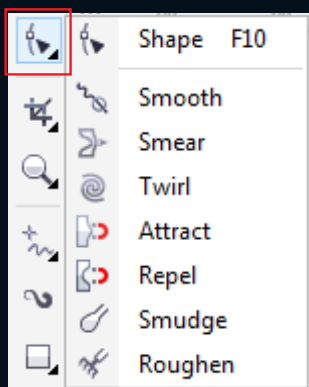 Shape F10
Smooth
Smear
Twirl
Attract
Repel
Smudge
Roughen